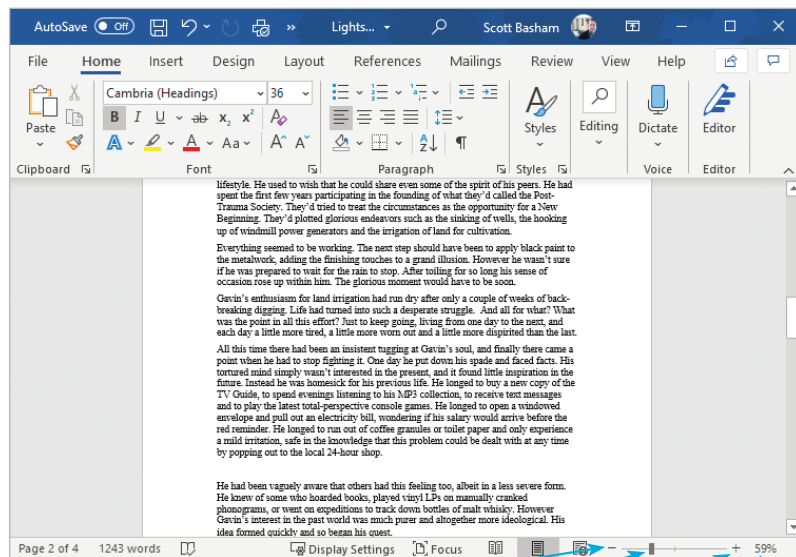 AutoSave Off » Lights... Scott Basham
File Home Insert Design Layout References Mailings Review View Help
Cambria (Headings) 36
Paste B I U ab x₂ x² A Styles Editing Dictate Editor
A A Aa A A
Clipboard Font Paragraph Styles Voice Editor
lifestyle. He used to wish that he could share even some of the spirit of his peers. He had
spent the first few years participating in the founding of what they'd called the Post-
Trauma Society. They'd tried to treat the circumstances as the opportunity for a New
Beginning. They'd plotted glorious endeavors such as the sinking of wells, the hooking
up of windmill power generators and the irrigation of land for cultivation.
Everything seemed to be working. The next step should have been to apply black paint to
the metalwork, adding the finishing touches to a grand illusion. However he wasn't sure
if he was prepared to wait for the rain to stop. After toiling for so long his sense of
occasion rose up within him. The glorious moment would have to be soon.
Gavin's enthusiasm for land irrigation had run dry after only a couple of weeks of back-
breaking digging. Life had turned into such a desperate struggle. And all for what? What
was the point in all this effort? Just to keep going, living from one day to the next, and
each day a little more tired, a little more worn out and a little more dispirited than the last.
All this time there had been an insistent tugging at Gavin's soul, and finally there came a
point when he had to stop fighting it. One day he put down his spade and faced facts. His
tortured mind simply wasn't interested in the present, and it found little inspiration in the
future. Instead he was homesick for his previous life. He longed to buy a new copy of the
TV Guide, to spend evenings listening to his MP3 collection, to receive text messages
and to play the latest total-perspective console games. He longed to open a windowed
envelope and pull out an electricity bill, wondering if his salary would arrive before the
red reminder. He longed to run out of coffee granules or toilet paper and only experience
a mild irritation, safe in the knowledge that this problem could be dealt with at any time
by popping out to the local 24-hour shop.
He had been vaguely aware that others had this feeling too, albeit in a less severe form.
He knew of some who hoarded books, played vinyl LPs on manually cranked
phonograms, or went on expeditions to track down bottles of malt whisky. However
Gavin's interest in the past world was much purer and altogether more ideological. His
idea formed quickly and so began his quest.
Page 2 of 4 1243 words Display Settings Focus − + 59%